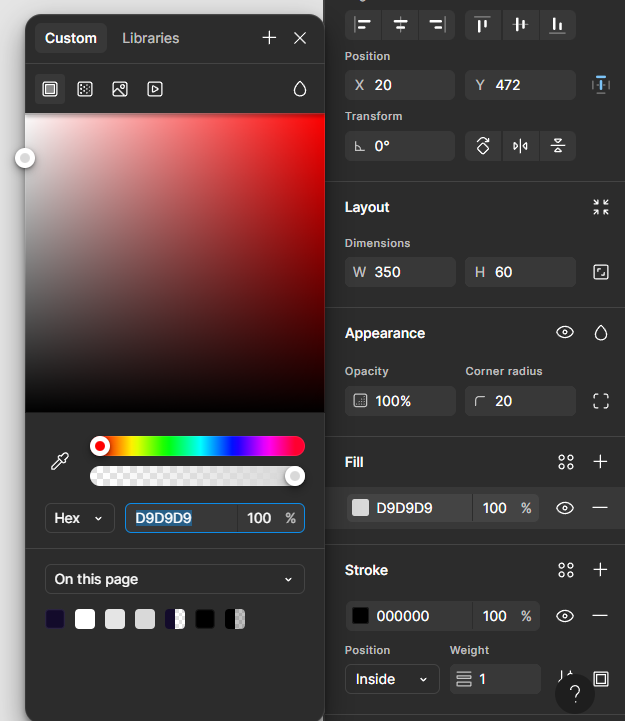 Custom
Libraries
Hex
D9D9D9
100
%
On this page
Position
X 20
Y 472
Transform
0°
Layout
Dimensions
W 350
H 60
Appearance
Opacity
Corner radius
100%
20
Fill
D9D9D9
100
%
Stroke
000000
100
%
Position
Weight
Inside
1
?